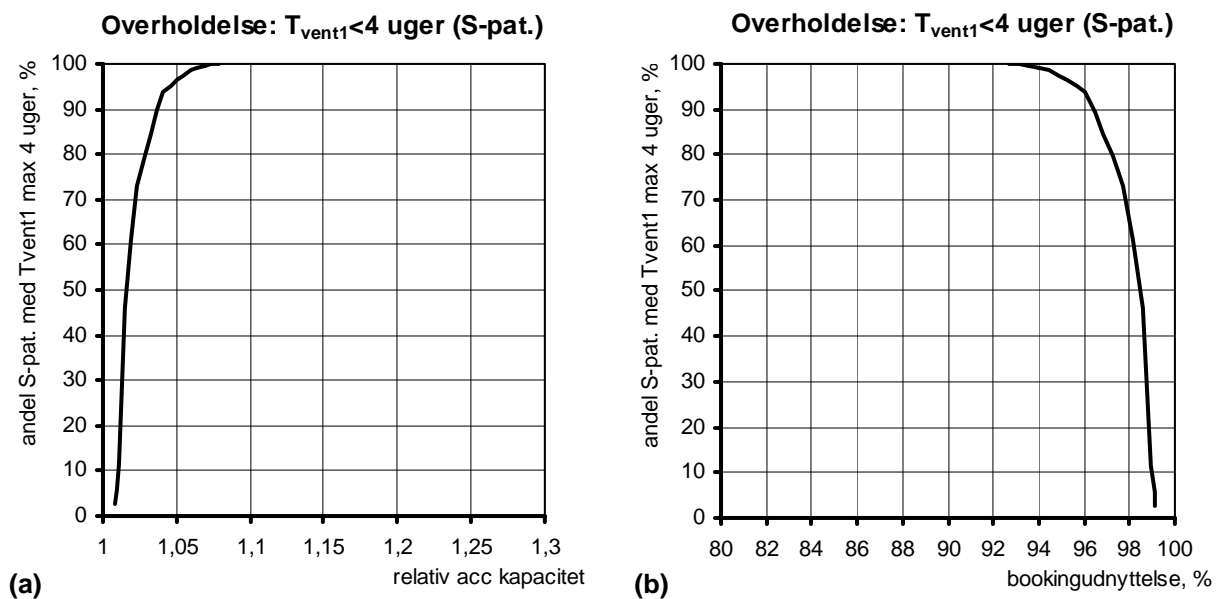 Overholdelse: Tvent1<4 uger (S-pat.)
andel S-pat. med Tvent1 max 4 uger, %
100
90
80
70
60
50
40
30
20
10
0
1 1,05 1,1 1,15 1,2 1,25 1,3
relativ acc kapacitet
(a)
Overholdelse: Tvent1<4 uger (S-pat.)
andel S-pat. med Tvent1 max 4 uger, %
100
90
80
70
60
50
40
30
20
10
0
80 82 84 86 88 90 92 94 96 98 100
bookingudnyttelse, %
(b)